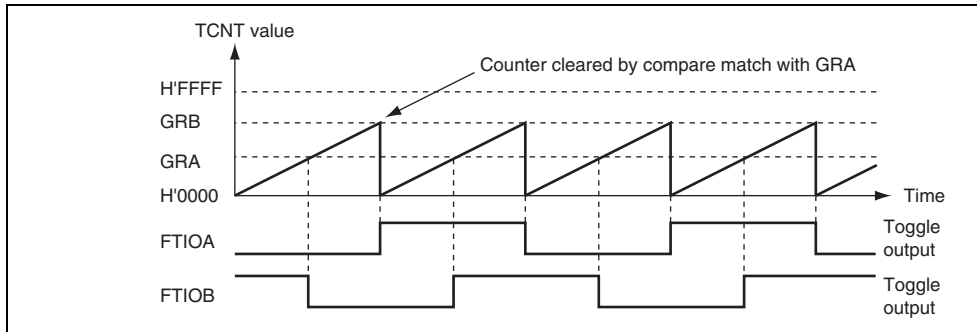 TCNT value
Counter cleared by compare match with GRA
H'FFFF
GRB
GRA
H'0000
Time
FTIOA
Toggle
output
FTIOB
Toggle
output